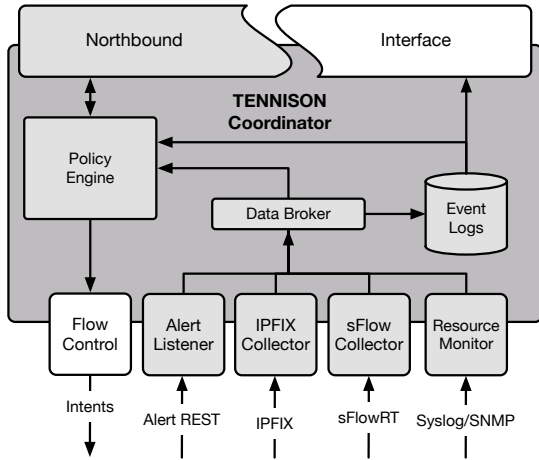 Northbound
Interface
TENNISON
Coordinator
Policy
Engine
Data Broker
Event
Logs
Flow
Control
Alert
Listener
IPFIX
Collector
sFlow
Collector
Resource
Monitor
Intents
Alert REST
IPFIX
sFlowRT
Syslog/SNMP